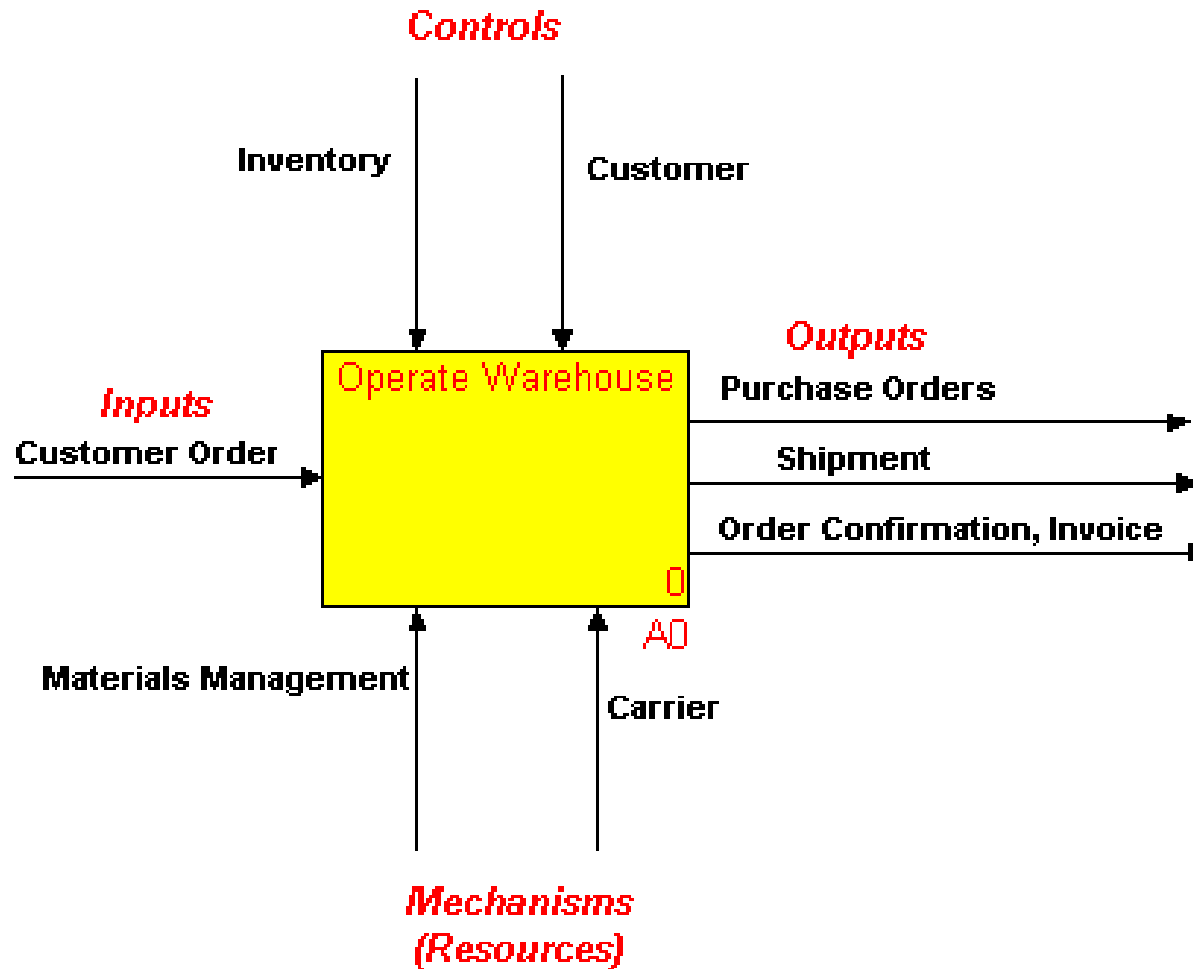 Controls
Inventory
Customer
Operate Warehouse
Outputs
Purchase Orders
Inputs
Customer Order
Shipment
Order Confirmation, Invoice
0
A0
Materials Management
Carrier
Mechanisms
(Resources)